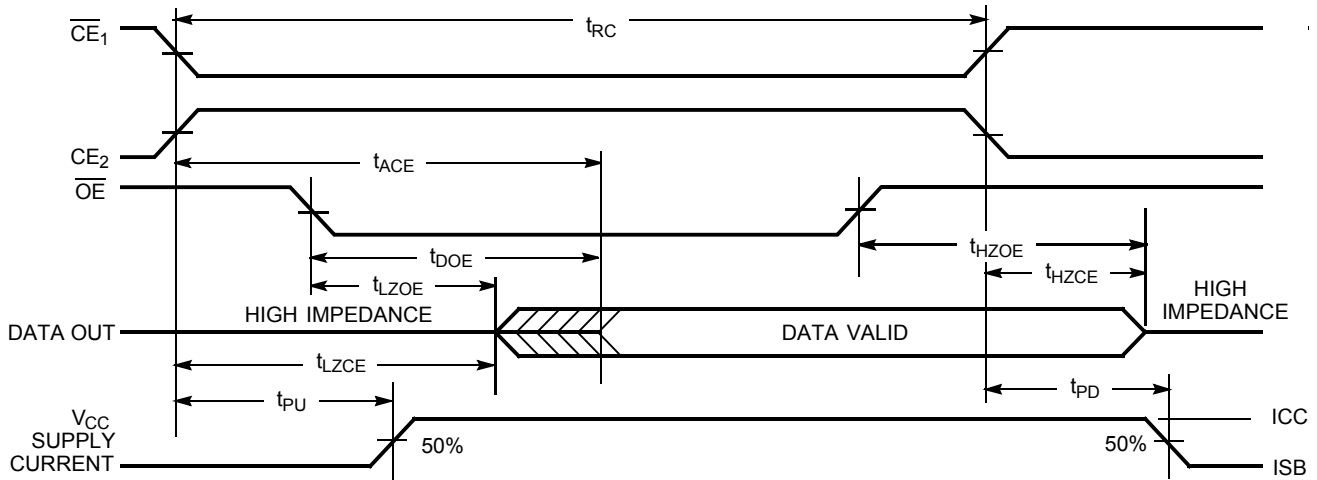 CE1
tRC
CE2
tACE
OE
tDOE
tHZOE
tLZOE
tHZCE
HIGH IMPEDANCE
HIGH
IMPEDANCE
DATA OUT
DATA VALID
tLZCE
tPU
tPD
VCC
SUPPLY
CURRENT
50%
50%
ICC
ISB